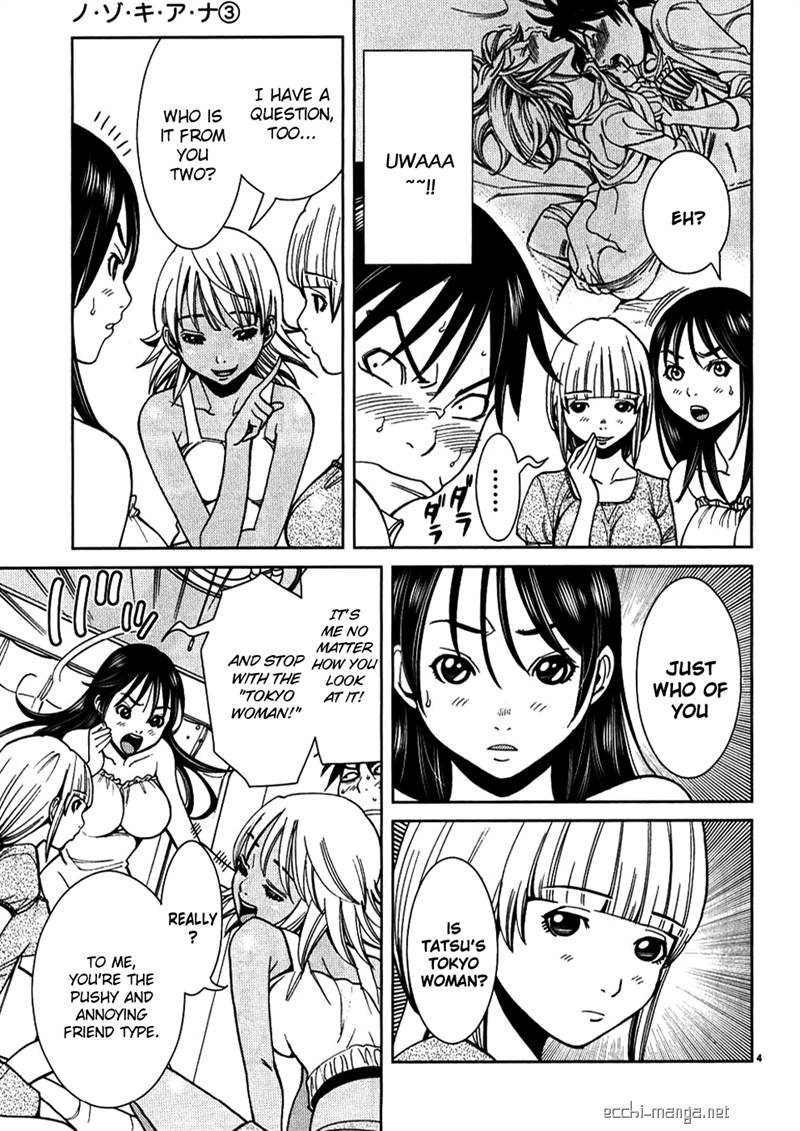 ノ・ゾ・キ・ア・ナ③
EH?
UWAAA
~~!!
......
ダラ
ダラ
I HAVE A
QUESTION,
TOO...
WHO IS
IT FROM
YOU
TWO?
JUST
WHO OF
YOU
IS
TATSU'S
TOKYO
WOMAN?
IT'S
ME NO
MATTER
HOW YOU
LOOK
AT IT!
AND STOP
WITH THE
"TOKYO
WOMAN!"
REALLY
?
TO ME,
YOU'RE THE
PUSHY AND
ANNOYING
FRIEND TYPE.
4
ecchi-manga.net